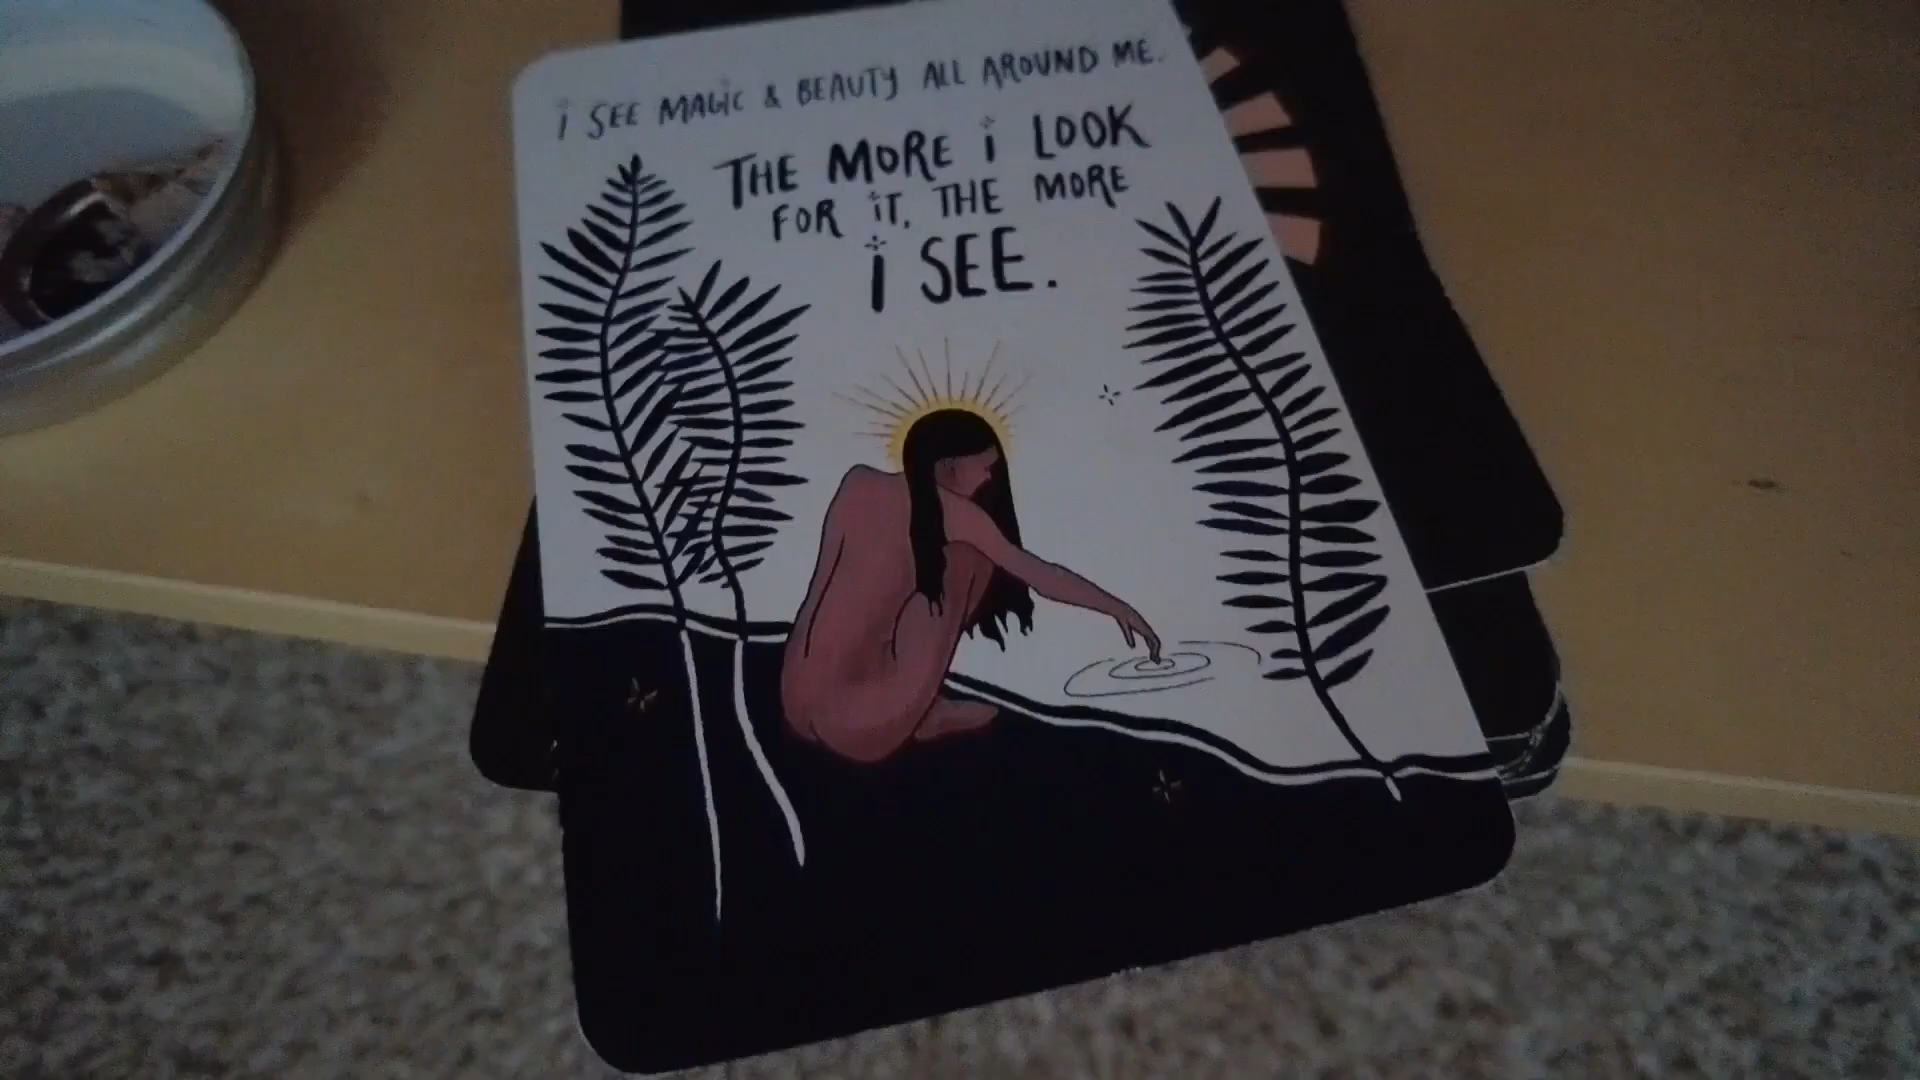 i SEE MAGiC & BEAUTY ALL AROUND ME.
THE MORE i LOOK
FOR iT, THE MORE
i SEE.